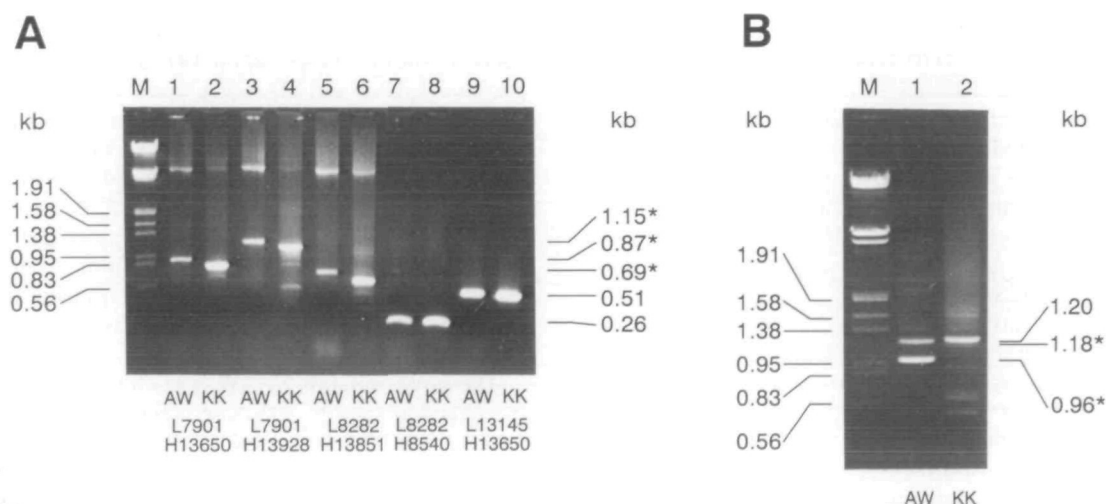 A
M 1 2 3 4 5 6 7 8 9 10
kb
kb
1.91
1.58
1.38
0.95
0.83
0.56
1.15*
0.87*
0.69*
0.51
0.26
AW KK AW KK AW KK AW KK AW KK
L7901 L7901 L8282 L8282 L13145
H13650 H13928 H13851 H8540 H13650
B
M 1 2
kb
kb
1.91
1.58
1.38
0.95
0.83
0.56
1.20
1.18*
0.96*
AW KK